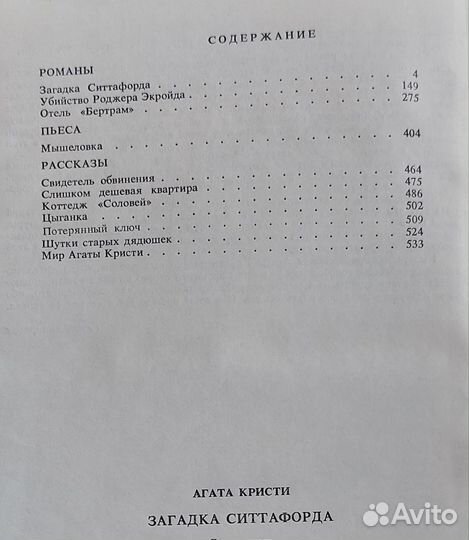 СОДЕРЖАНИЕ
РОМАНЫ
Загадка Ситтафорда . . . . . . . . . . . . 4
Убийство Роджера Экройда . . . . . . . . . . 149
Отель «Бертрам» . . . . . . . . . . . . 275
ПЬЕСА
Мышеловка . . . . . . . . . . . . . . 404
РАССКАЗЫ
Свидетель обвинения . . . . . . . . . . . 464
Слишком дешевая квартира . . . . . . . . . 475
Коттедж «Соловей» . . . . . . . . . . . 486
Цыганка . . . . . . . . . . . . . . 502
Потерянный ключ . . . . . . . . . . . . 509
Шутки старых дядюшек . . . . . . . . . . 524
Мир Агаты Кристи . . . . . . . . . . . . 533
АГАТА КРИСТИ
ЗАГАДКА СИТТАФОРДА
Avito